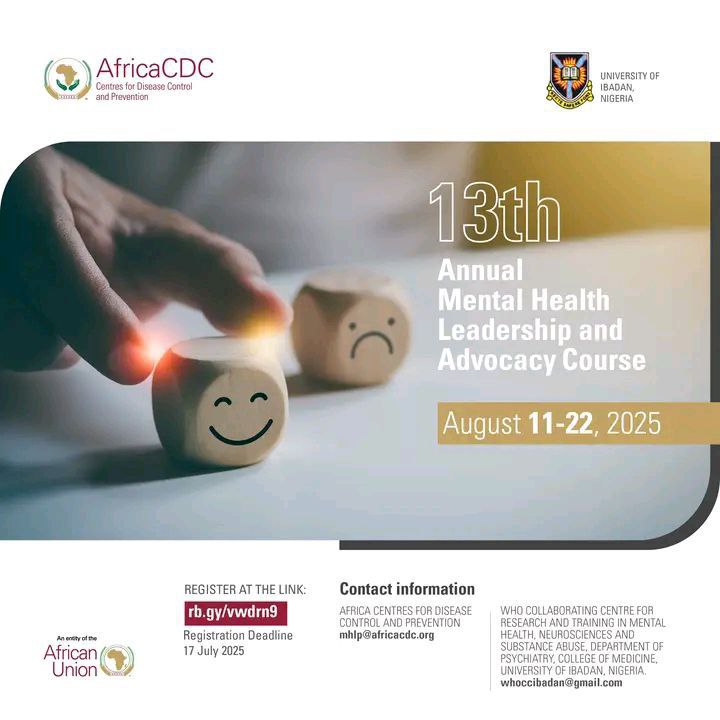 AfricaCDC
Centres for Disease Control
and Prevention
UNIVERSITY OF
IBADAN,
NIGERIA
13th
Annual
Mental Health
Leadership and
Advocacy Course
August 11-22, 2025
REGISTER AT THE LINK:
rb.gy/vwdrn9
Registration Deadline
17 July 2025
Contact information
AFRICA CENTRES FOR DISEASE
CONTROL AND PREVENTION
mhlp@africacdc.org
WHO COLLABORATING CENTRE FOR
RESEARCH AND TRAINING IN MENTAL
HEALTH, NEUROSCIENCES AND
SUBSTANCE ABUSE, DEPARTMENT OF
PSYCHIATRY, COLLEGE OF MEDICINE,
UNIVERSITY OF IBADAN, NIGERIA.
whoccibadan@gmail.com
An entity of the
African
Union